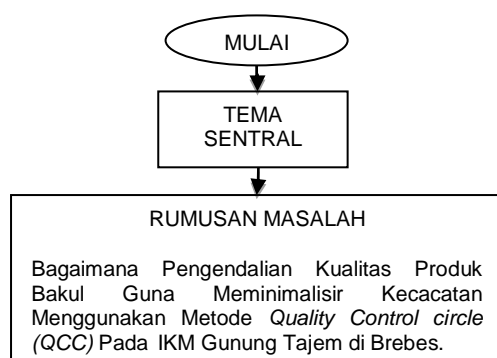 MULAI
TEMA
SENTRAL
RUMUSAN MASALAH
Bagaimana Pengendalian Kualitas Produk
Bakul Guna Meminimalisir Kecacatan
Menggunakan Metode Quality Control circle
(QCC) Pada IKM Gunung Tajem di Brebes.